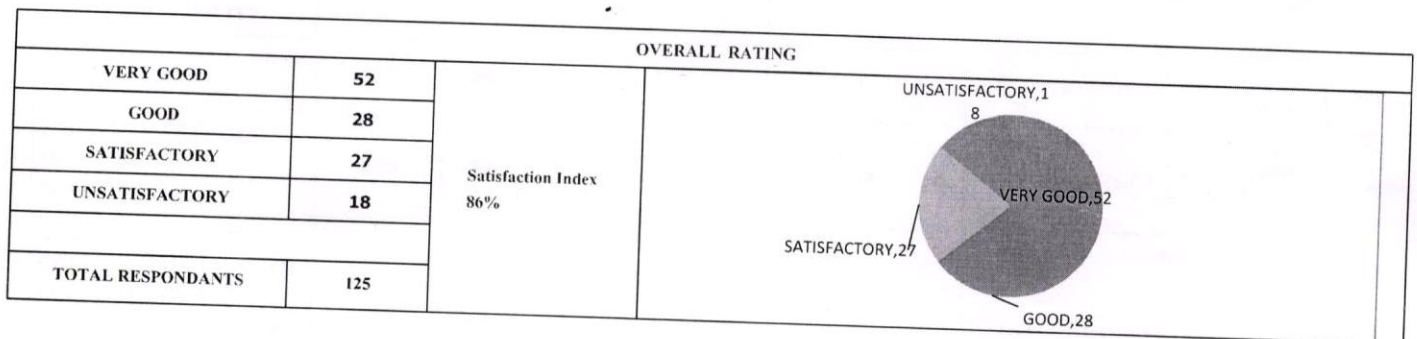 OVERALL RATING
VERY GOOD 52
GOOD 28
SATISFACTORY 27
UNSATISFACTORY 18
TOTAL RESPONDANTS 125
Satisfaction Index
86%
UNSATISFACTORY,1
8
VERY GOOD,52
SATISFACTORY,27
GOOD,28